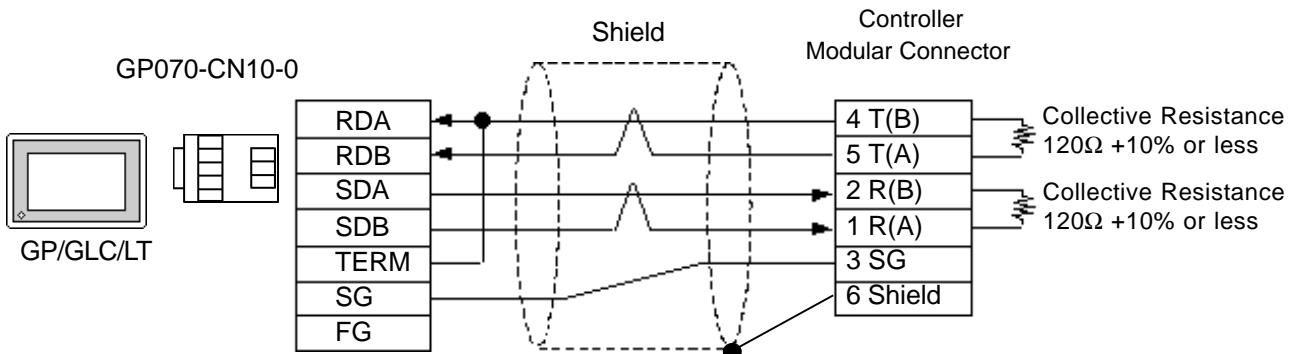 Shield
Controller
Modular Connector
GP070-CN10-0
GP/GLC/LT
RDA
RDB
SDA
SDB
TERM
SG
FG
4 T(B)
5 T(A)
2 R(B)
1 R(A)
3 SG
6 Shield
Collective Resistance
120Ω +10% or less
Collective Resistance
120Ω +10% or less